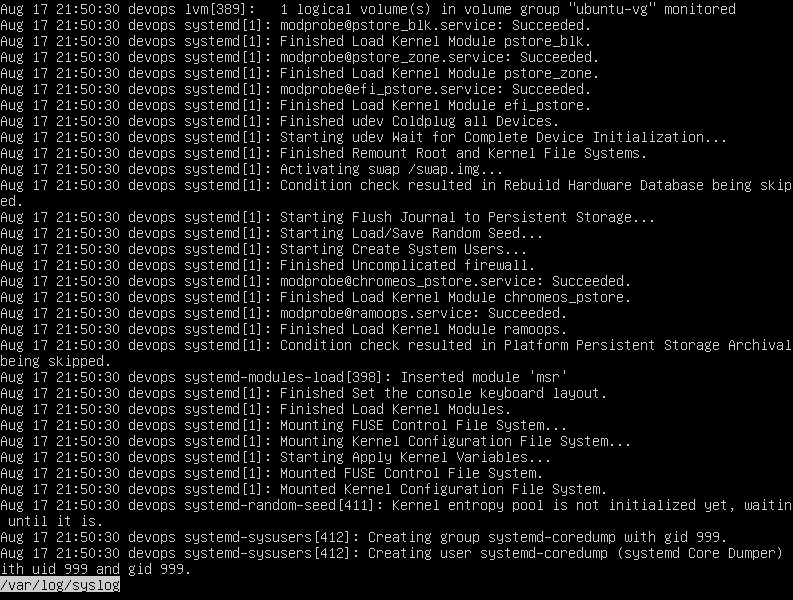 Aug 17 21:50:30 devops lvm[389]:   1 logical volume(s) in volume group "ubuntu-vg" monitored
Aug 17 21:50:30 devops systemd[1]: modprobe@pstore_blk.service: Succeeded.
Aug 17 21:50:30 devops systemd[1]: Finished Load Kernel Module pstore_blk.
Aug 17 21:50:30 devops systemd[1]: modprobe@pstore_zone.service: Succeeded.
Aug 17 21:50:30 devops systemd[1]: Finished Load Kernel Module pstore_zone.
Aug 17 21:50:30 devops systemd[1]: modprobe@efi_pstore.service: Succeeded.
Aug 17 21:50:30 devops systemd[1]: Finished Load Kernel Module efi_pstore.
Aug 17 21:50:30 devops systemd[1]: Finished udev Coldplug all Devices.
Aug 17 21:50:30 devops systemd[1]: Starting udev Wait for Complete Device Initialization...
Aug 17 21:50:30 devops systemd[1]: Finished Remount Root and Kernel File Systems.
Aug 17 21:50:30 devops systemd[1]: Activating swap /swap.img...
Aug 17 21:50:30 devops systemd[1]: Condition check resulted in Rebuild Hardware Database being skip
ed.
Aug 17 21:50:30 devops systemd[1]: Starting Flush Journal to Persistent Storage...
Aug 17 21:50:30 devops systemd[1]: Starting Load/Save Random Seed...
Aug 17 21:50:30 devops systemd[1]: Starting Create System Users...
Aug 17 21:50:30 devops systemd[1]: Finished Uncomplicated firewall.
Aug 17 21:50:30 devops systemd[1]: modprobe@chromeos_pstore.service: Succeeded.
Aug 17 21:50:30 devops systemd[1]: Finished Load Kernel Module chromeos_pstore.
Aug 17 21:50:30 devops systemd[1]: modprobe@ramoops.service: Succeeded.
Aug 17 21:50:30 devops systemd[1]: Finished Load Kernel Module ramoops.
Aug 17 21:50:30 devops systemd[1]: Condition check resulted in Platform Persistent Storage Archival
being skipped.
Aug 17 21:50:30 devops systemd-modules-load[398]: Inserted module 'msr'
Aug 17 21:50:30 devops systemd[1]: Finished Set the console keyboard layout.
Aug 17 21:50:30 devops systemd[1]: Finished Load Kernel Modules.
Aug 17 21:50:30 devops systemd[1]: Mounting FUSE Control File System...
Aug 17 21:50:30 devops systemd[1]: Mounting Kernel Configuration File System...
Aug 17 21:50:30 devops systemd[1]: Starting Apply Kernel Variables...
Aug 17 21:50:30 devops systemd[1]: Mounted FUSE Control File System.
Aug 17 21:50:30 devops systemd[1]: Mounted Kernel Configuration File System.
Aug 17 21:50:30 devops systemd-random-seed[411]: Kernel entropy pool is not initialized yet, waitin
 until it is.
Aug 17 21:50:30 devops systemd-sysusers[412]: Creating group systemd-coredump with gid 999.
Aug 17 21:50:30 devops systemd-sysusers[412]: Creating user systemd-coredump (systemd Core Dumper)
ith uid 999 and gid 999.
/var/log/syslog